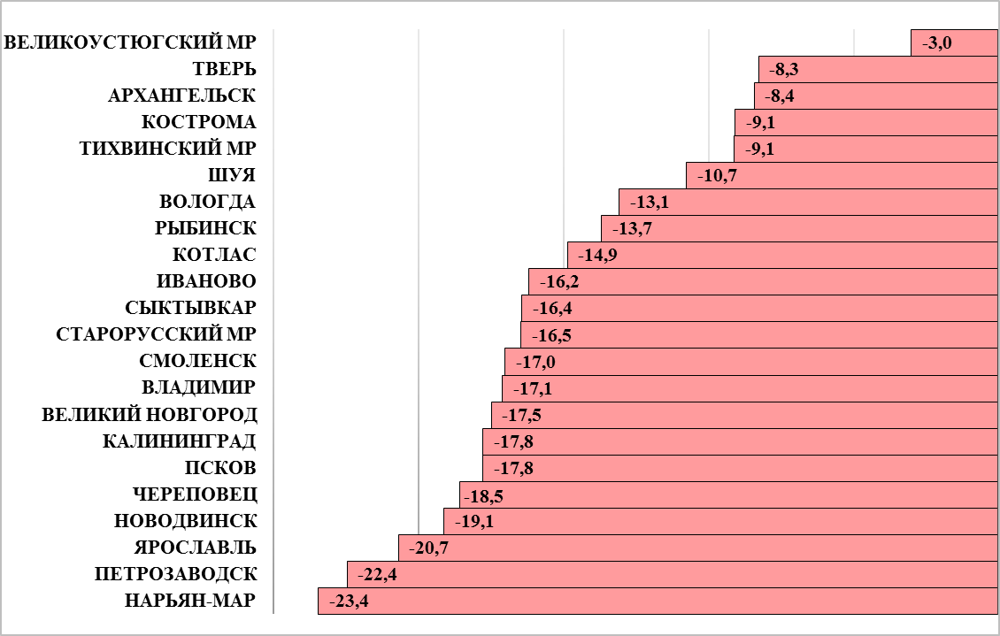 ВЕЛИКОУСТЮГСКИЙ МР -3,0
ТВЕРЬ -8,3
АРХАНГЕЛЬСК -8,4
КОСТРОМА -9,1
ТИХВИНСКИЙ МР -9,1
ШУЯ -10,7
ВОЛОГДА -13,1
РЫБИНСК -13,7
КОТЛАС -14,9
ИВАНОВО -16,2
СЫКТЫВКАР -16,4
СТАРОРУССКИЙ МР -16,5
СМОЛЕНСК -17,0
ВЛАДИМИР -17,1
ВЕЛИКИЙ НОВГОРОД -17,5
КАЛИНИНГРАД -17,8
ПСКОВ -17,8
ЧЕРЕПОВЕЦ -18,5
НОВОДВИНСК -19,1
ЯРОСЛАВЛЬ -20,7
ПЕТРОЗАВОДСК -22,4
НАРЬЯН-МАР -23,4